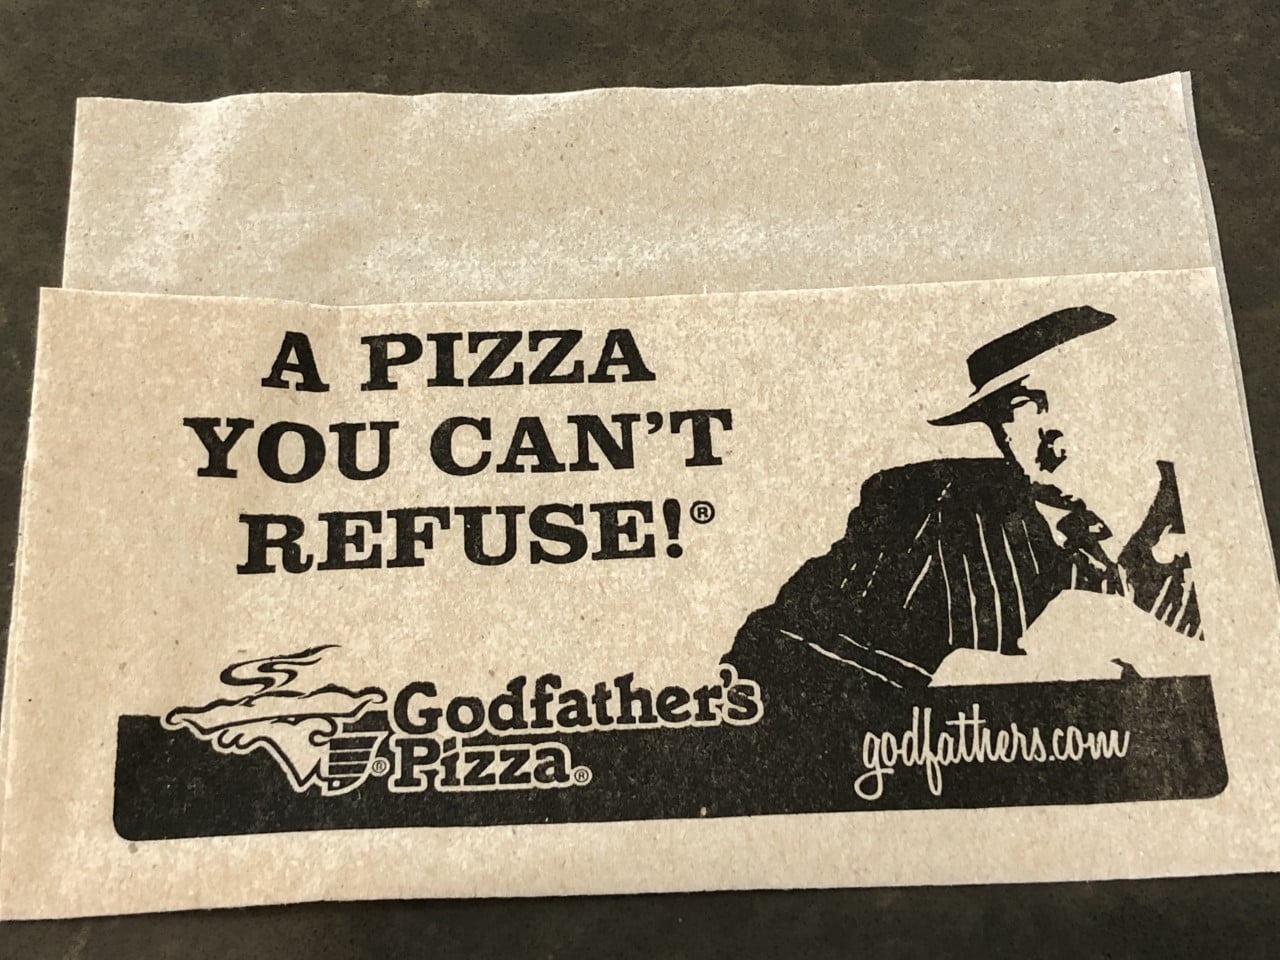 A PIZZA
YOU CAN'T
REFUSE!®
Godfather's
Pizza®
®
godfathers.com